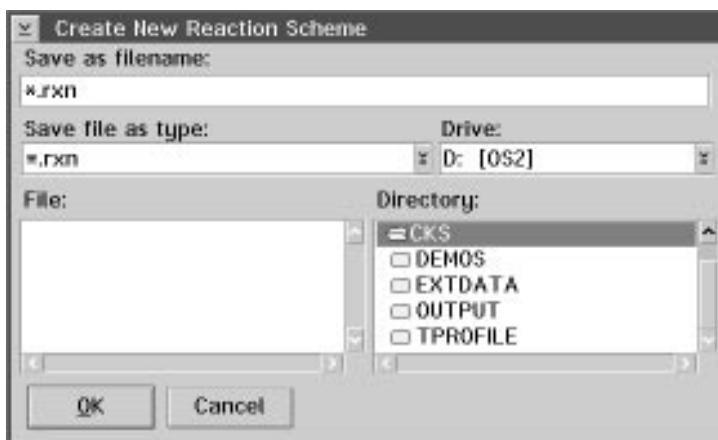 Create New Reaction Scheme
Save as filename:
*.rxn
Save file as type:
Drive:
*.rxn
D: [OS2]
File:
Directory:
CKS
DEMOS
EXTDATA
OUTPUT
TPROFILE
OK
Cancel